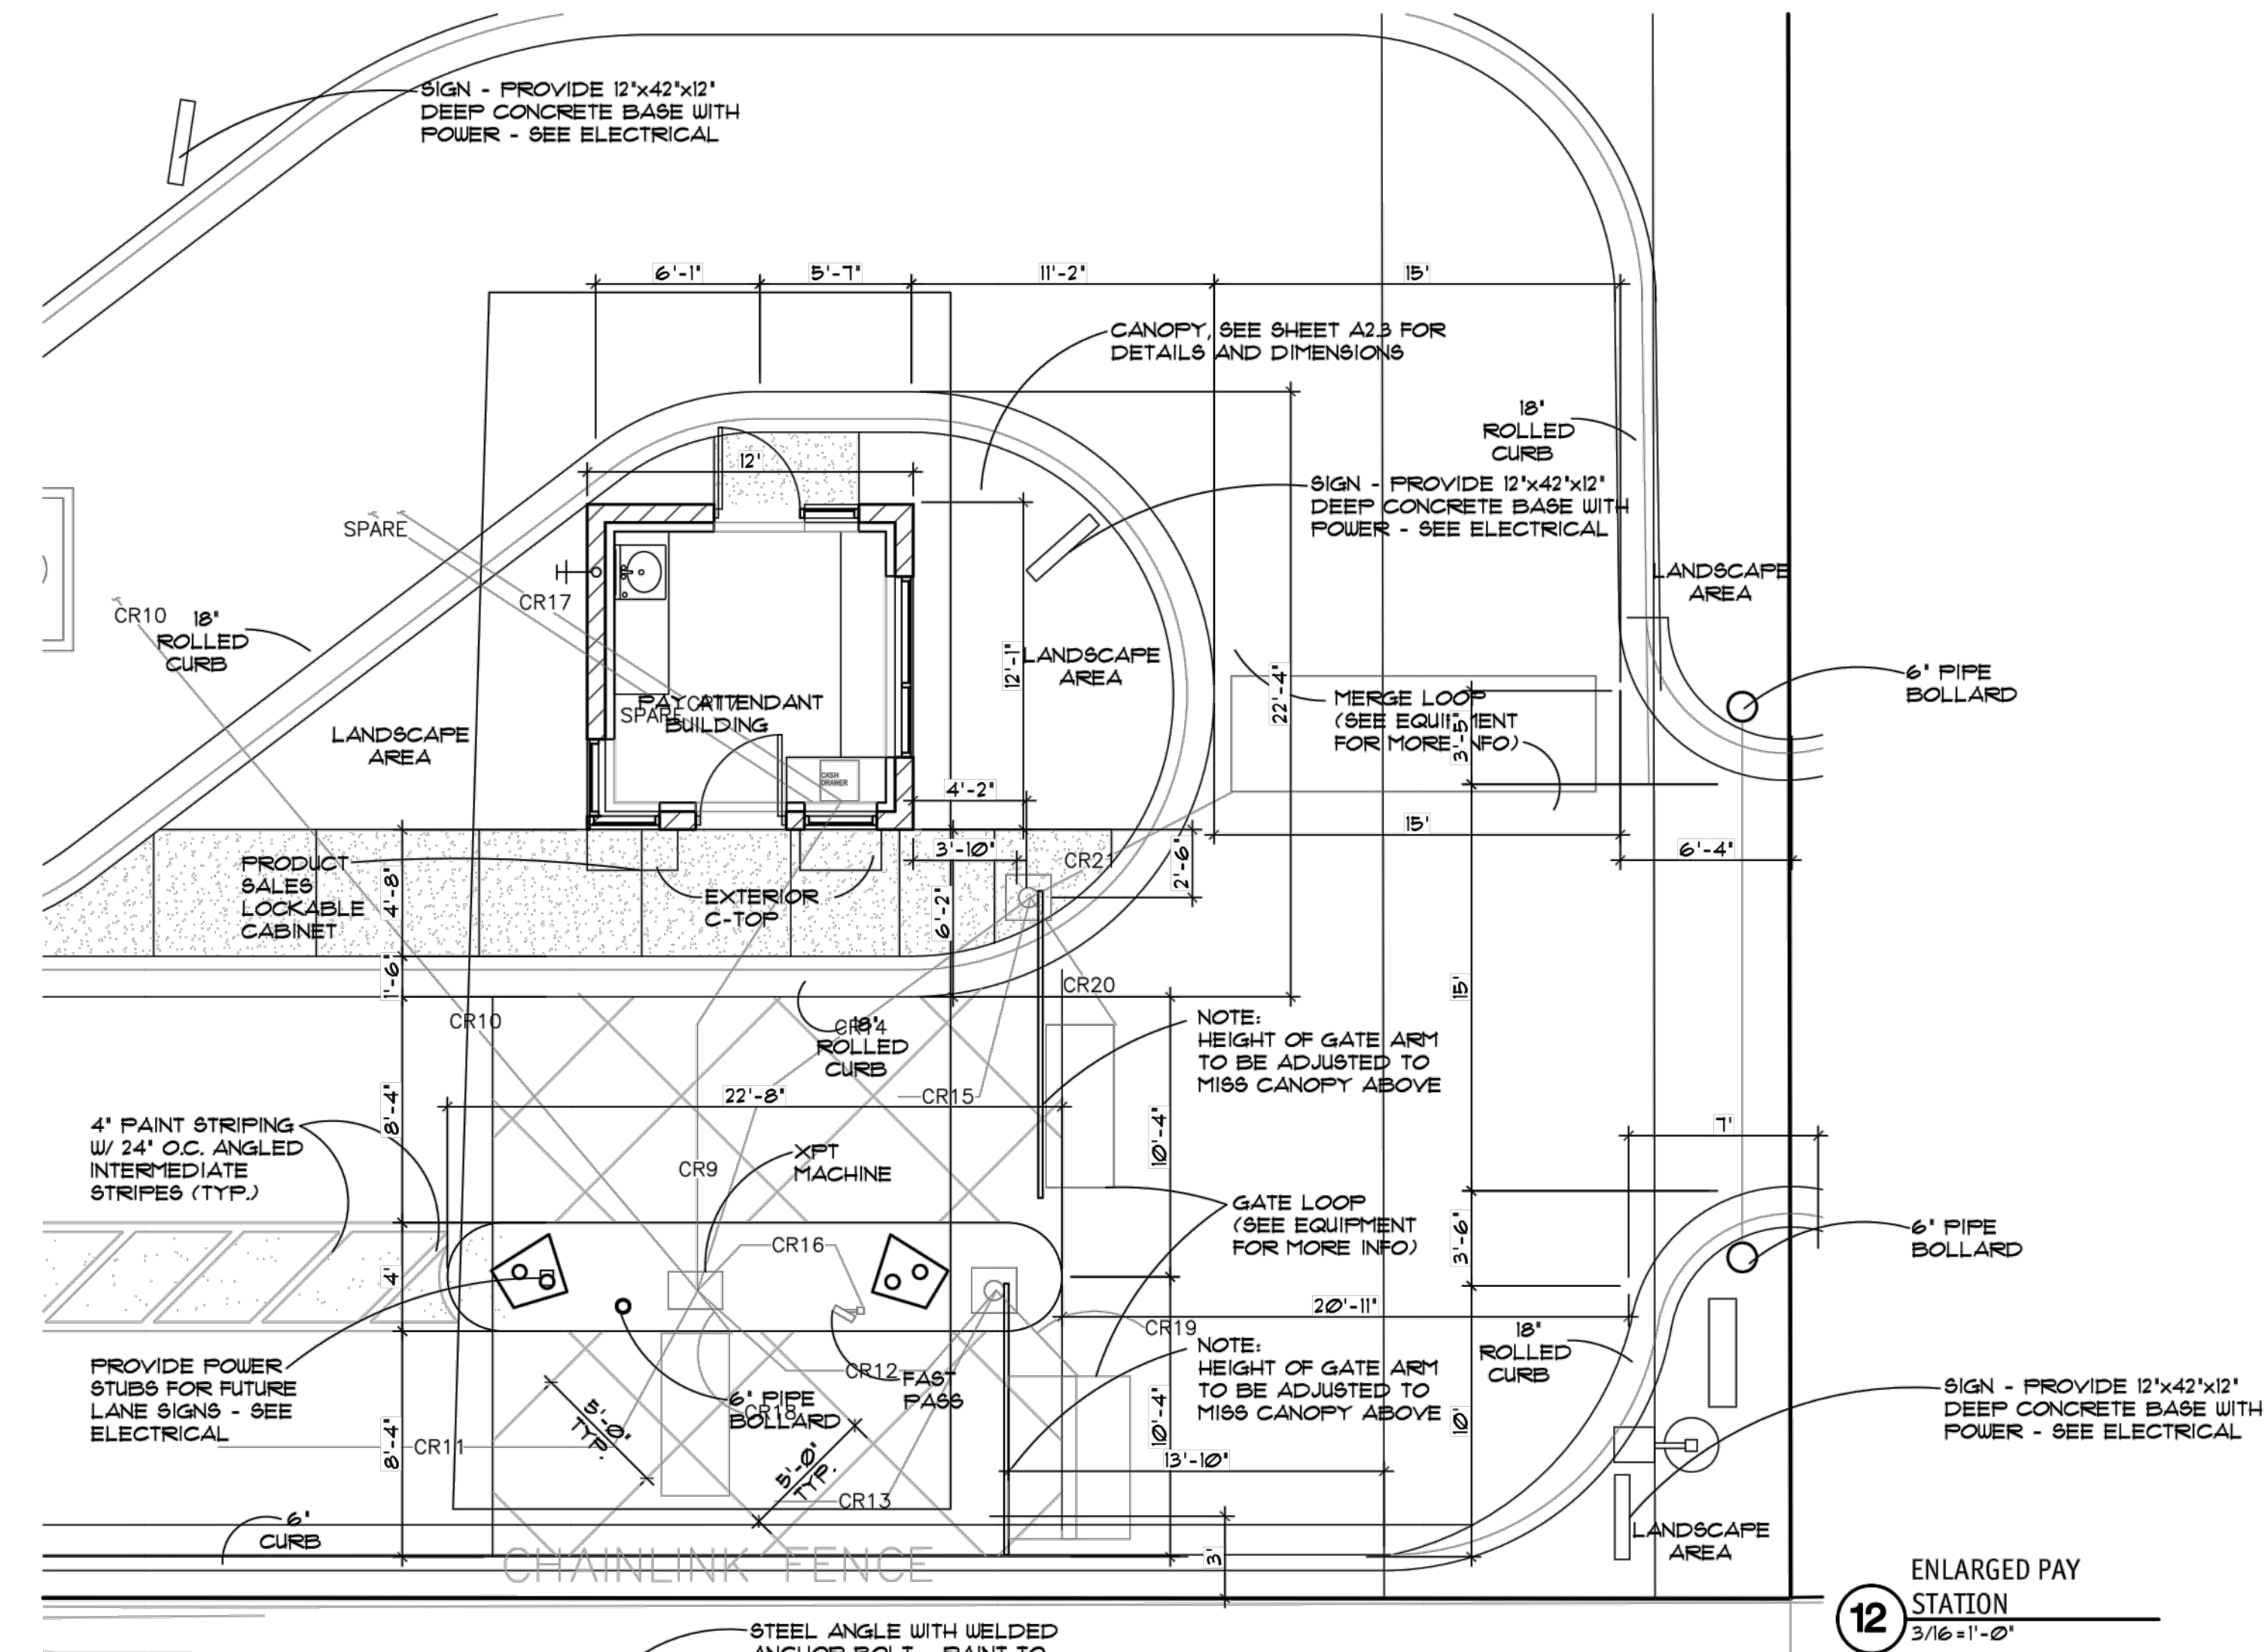 SIGN - PROVIDE 12"x42"x12"
DEEP CONCRETE BASE WITH
POWER - SEE ELECTRICAL
6'-1"
5'-7"
11'-2"
15'
CANOPY, SEE SHEET A2.3 FOR
DETAILS AND DIMENSIONS
18"
ROLLED
CURB
12'
SIGN - PROVIDE 12"x42"x12"
DEEP CONCRETE BASE WITH
POWER - SEE ELECTRICAL
SPARE
CR17
CR10
18"
ROLLED
CURB
LANDSCAPE
AREA
12'-1"
LANDSCAPE
AREA
22'-4"
6" PIPE
BOLLARD
MERGE LOOP
(SEE EQUIPMENT
FOR MORE INFO)
3'-5"
SPARE
PAY ATTENDANT
BUILDING
LANDSCAPE
AREA
CASH
DRAWER
4'-2"
15'
3'-10"
6'-4"
CR21
2'-6"
PRODUCT
SALES
LOCKABLE
CABINET
4'-8"
EXTERIOR
C-TOP
6'-2"
1'-6"
CR20
15'
CR10
CR14
18"
ROLLED
CURB
NOTE:
HEIGHT OF GATE ARM
TO BE ADJUSTED TO
MISS CANOPY ABOVE
22'-8"
CR15
8'-4"
4" PAINT STRIPING
W/ 24" O.C. ANGLED
INTERMEDIATE
STRIPES (TYP.)
7'
10'-4"
XPT
MACHINE
CR9
GATE LOOP
(SEE EQUIPMENT
FOR MORE INFO)
3'-6"
6" PIPE
BOLLARD
CR16
4'
20'-11"
CR19
18"
ROLLED
CURB
NOTE:
HEIGHT OF GATE ARM
TO BE ADJUSTED TO
MISS CANOPY ABOVE
PROVIDE POWER
STUBS FOR FUTURE
LANE SIGNS - SEE
ELECTRICAL
CR12
FAST
PASS
6" PIPE
BOLLARD
CR18
SIGN - PROVIDE 12"x42"x12"
DEEP CONCRETE BASE WITH
POWER - SEE ELECTRICAL
5'-0"
TYP.
5'-0"
TYP.
8'-4"
CR11
10'-4"
10'
13'-10"
CR13
6"
CURB
CHAINLINK FENCE
3'
LANDSCAPE
AREA
12
ENLARGED PAY
STATION
3/16=1'-0"
STEEL ANGLE WITH WELDED